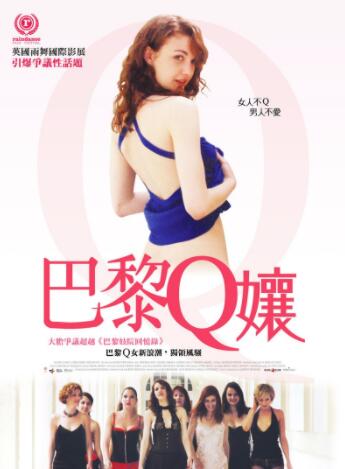 r
raindance
英國雨舞國際影展
引爆爭議性話題
女人不Q
男人不愛
巴黎Q孃
大膽爭議超越《巴黎妓院回憶錄》
巴黎Q女新浪潮，獨領風騷